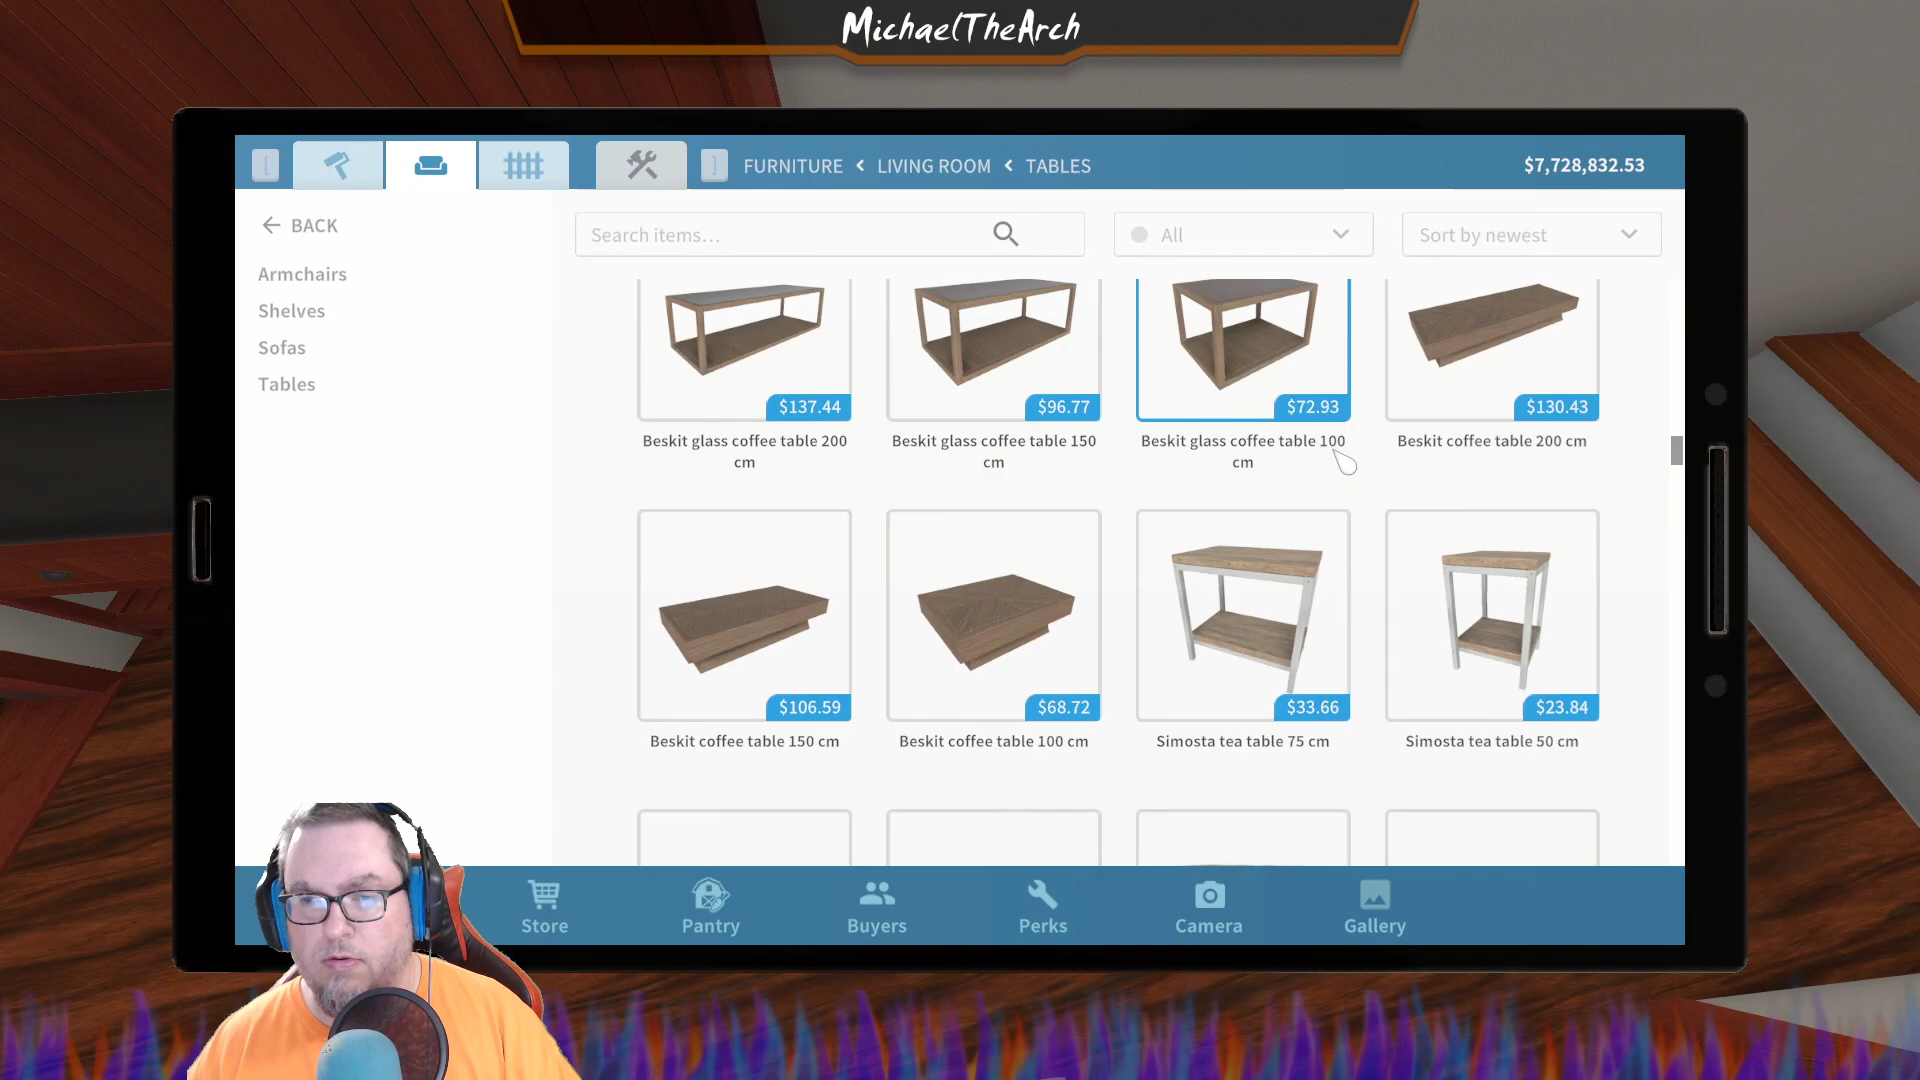 MichaelTheArch
[
]
FURNITURE < LIVING ROOM < TABLES
$7,728,832.53
BACK
Armchairs
Shelves
Sofas
Tables
Search items...
All
Sort by newest
$137.44
$96.77
$72.93
$130.43
Beskit glass coffee table 200
cm
Beskit glass coffee table 150
cm
Beskit glass coffee table 100
cm
Beskit coffee table 200 cm
$106.59
$68.72
$33.66
$23.84
Beskit coffee table 150 cm
Beskit coffee table 100 cm
Simosta tea table 75 cm
Simosta tea table 50 cm
Store
Pantry
Buyers
Perks
Camera
Gallery